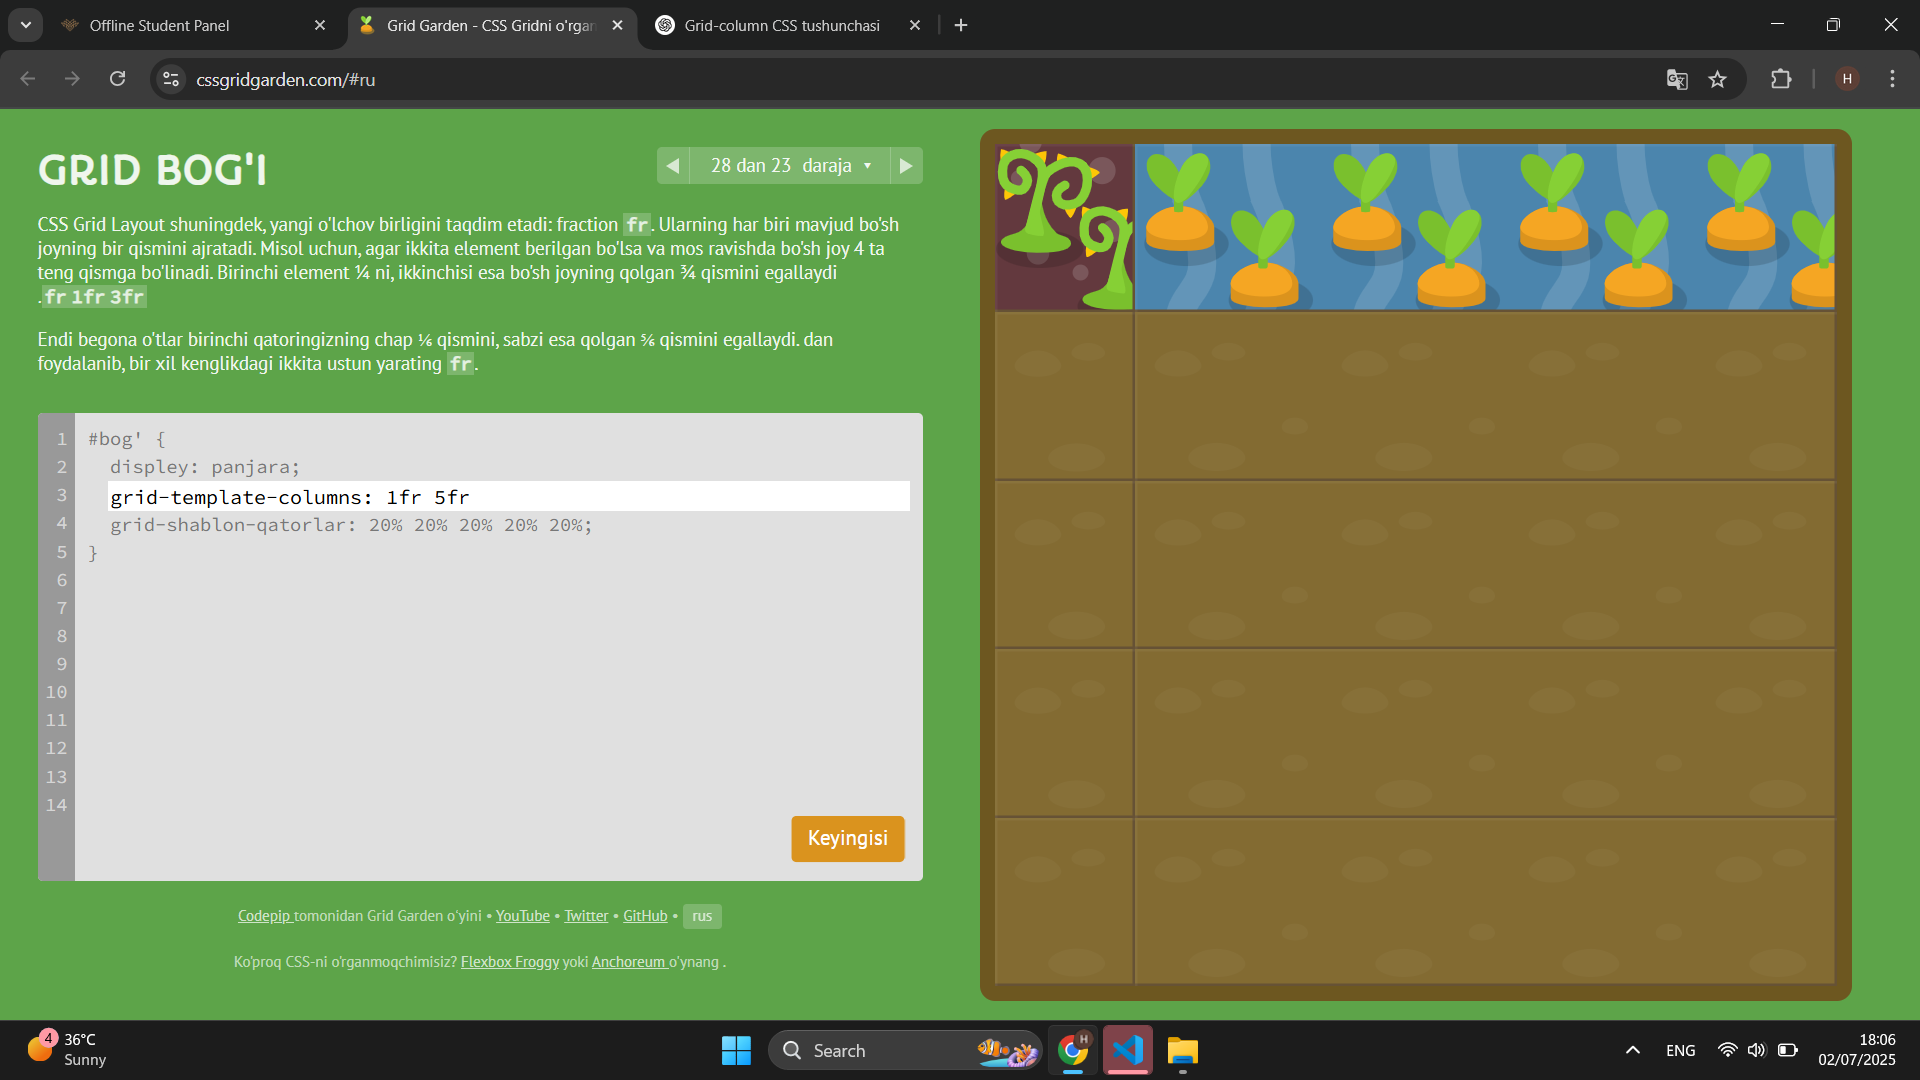 Offline Student Panel
Grid Garden - CSS Gridni o'rgan
Grid-column CSS tushunchasi
cssgridgarden.com/#ru
H
GRID BOG'I
28 dan 23 daraja
CSS Grid Layout shuningdek, yangi o'lchov birligini taqdim etadi: fraction fr. Ularning har biri mavjud bo'sh
joyning bir qismini ajratadi. Misol uchun, agar ikkita element berilgan bo'lsa va mos ravishda bo'sh joy 4 ta
teng qismga bo'linadi. Birinchi element ¼ ni, ikkinchisi esa bo'sh joyning qolgan ¾ qismini egallaydi
.fr 1fr 3fr
Endi begona o'tlar birinchi qatoringizning chap ⅙ qismini, sabzi esa qolgan ⅚ qismini egallaydi. dan
foydalanib, bir xil kenglikdagi ikkita ustun yarating fr.
1 #bog' {
2 displey: panjara;
3 grid-template-columns: 1fr 5fr
4 grid-shablon-qatorlar: 20% 20% 20% 20% 20%;
5 }
6
7
8
9
10
11
12
13
14
Keyingisi
Codepip tomonidan Grid Garden o'yini • YouTube • Twitter • GitHub • rus
Ko'proq CSS-ni o'rganmoqchimisiz? Flexbox Froggy yoki Anchoreum o'ynang .
4
36°C
Sunny
Search
H
ENG
18:06
02/07/2025